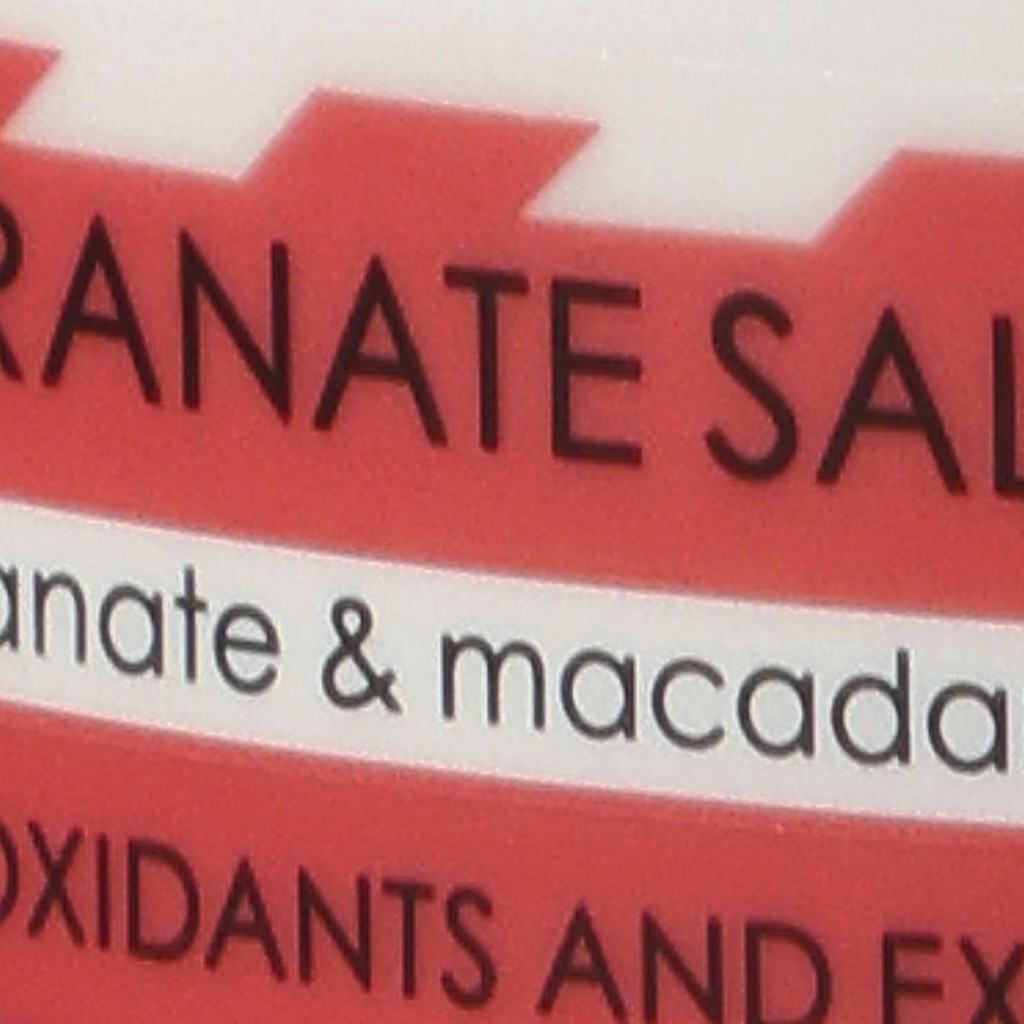 RANATE SAL
anate & macada
OXIDANTS AND EX